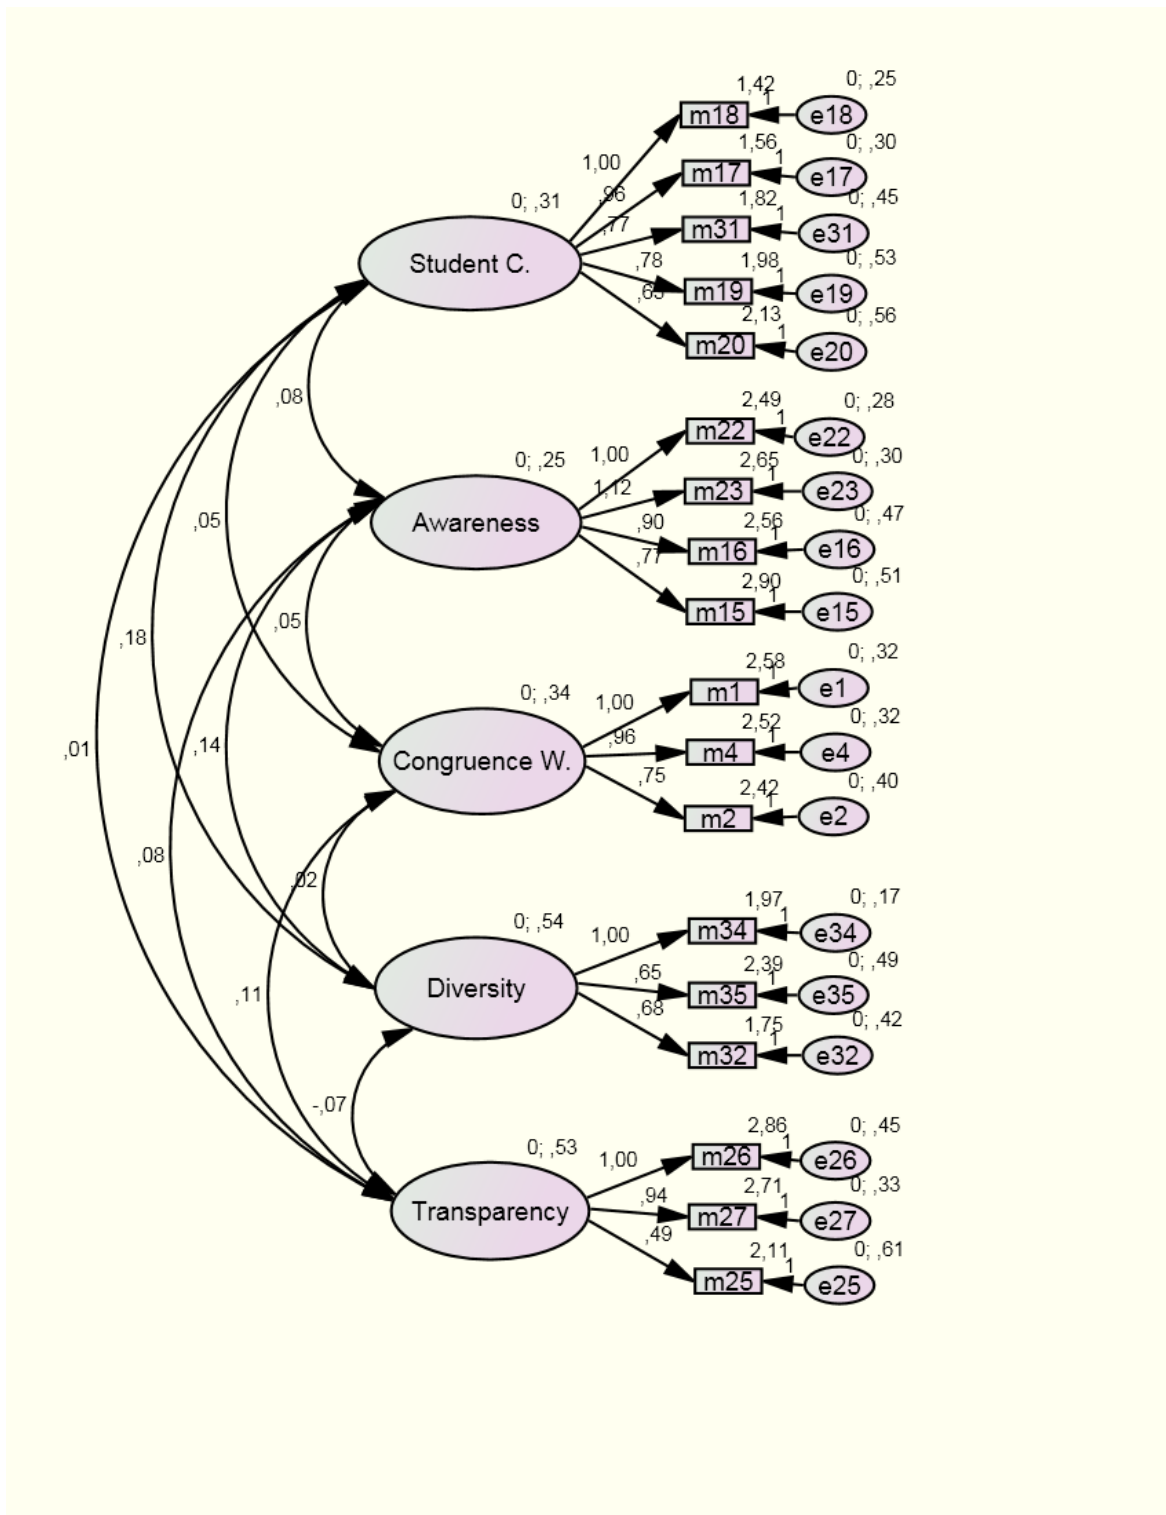 0; ,25
1,42
1
m18
e18
1,00
0; ,30
1,56
1
m17
e17
,96
0; ,45
1,82
1
m31
e31
,77
0; ,31
Student C.
0; ,53
1,98
1
m19
e19
,78
0; ,56
2,13
1
m20
e20
,08
0; ,28
2,49
1
m22
e22
1,00
0; ,25
Awareness
0; ,30
2,65
1
m23
e23
1,12
0; ,47
2,56
1
m16
e16
,90
0; ,51
2,90
1
m15
e15
,77
,05
,05
,18
0; ,32
2,58
1
m1
e1
1,00
0; ,34
Congruence W.
0; ,32
2,52
1
m4
e4
,96
0; ,40
2,42
1
m2
e2
,75
,01
,14
,08
,02
0; ,17
1,97
1
m34
e34
1,00
0; ,54
Diversity
0; ,49
2,39
1
m35
e35
,65
0; ,42
1,75
1
m32
e32
,68
,11
-,07
0; ,45
2,86
1
m26
e26
1,00
0; ,53
Transparency
0; ,33
2,71
1
m27
e27
,94
0; ,61
2,11
1
m25
e25
,49